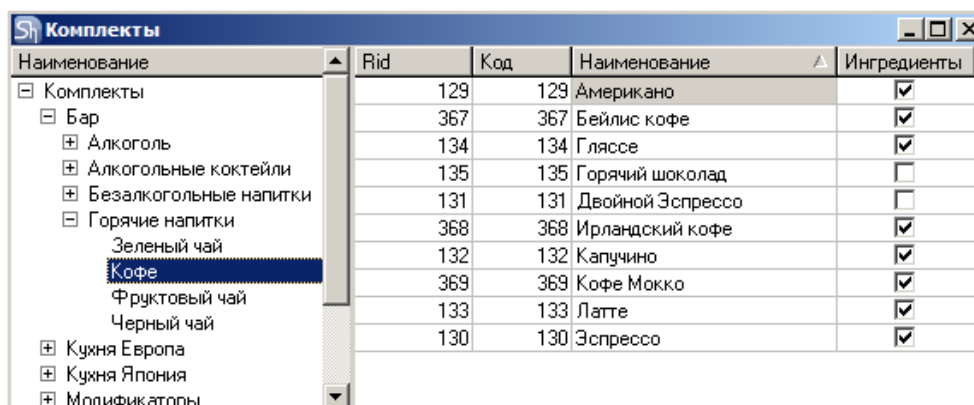 Sh Комплекты
Наименование
Комплекты
Бар
Алкоголь
Алкогольные коктейли
Безалкогольные напитки
Горячие напитки
Зеленый чай
Кофе
Фруктовый чай
Черный чай
Кухня Европа
Кухня Япония
Модификаторы
Rid Код Наименование Ингредиенты
129 129 Американо
367 367 Бейлис кофе
134 134 Гляссе
135 135 Горячий шоколад
131 131 Двойной Эспрессо
368 368 Ирландский кофе
132 132 Капучино
369 369 Кофе Мокко
133 133 Латте
130 130 Эспрессо